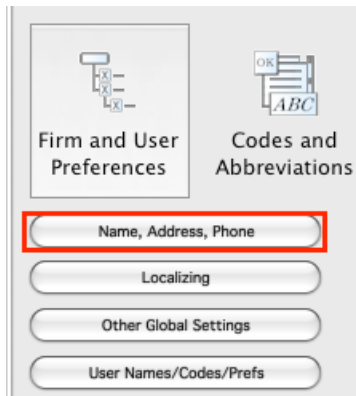 OK
ABC
Firm and User
Preferences
Codes and
Abbreviations
Name, Address, Phone
Localizing
Other Global Settings
User Names/Codes/Prefs